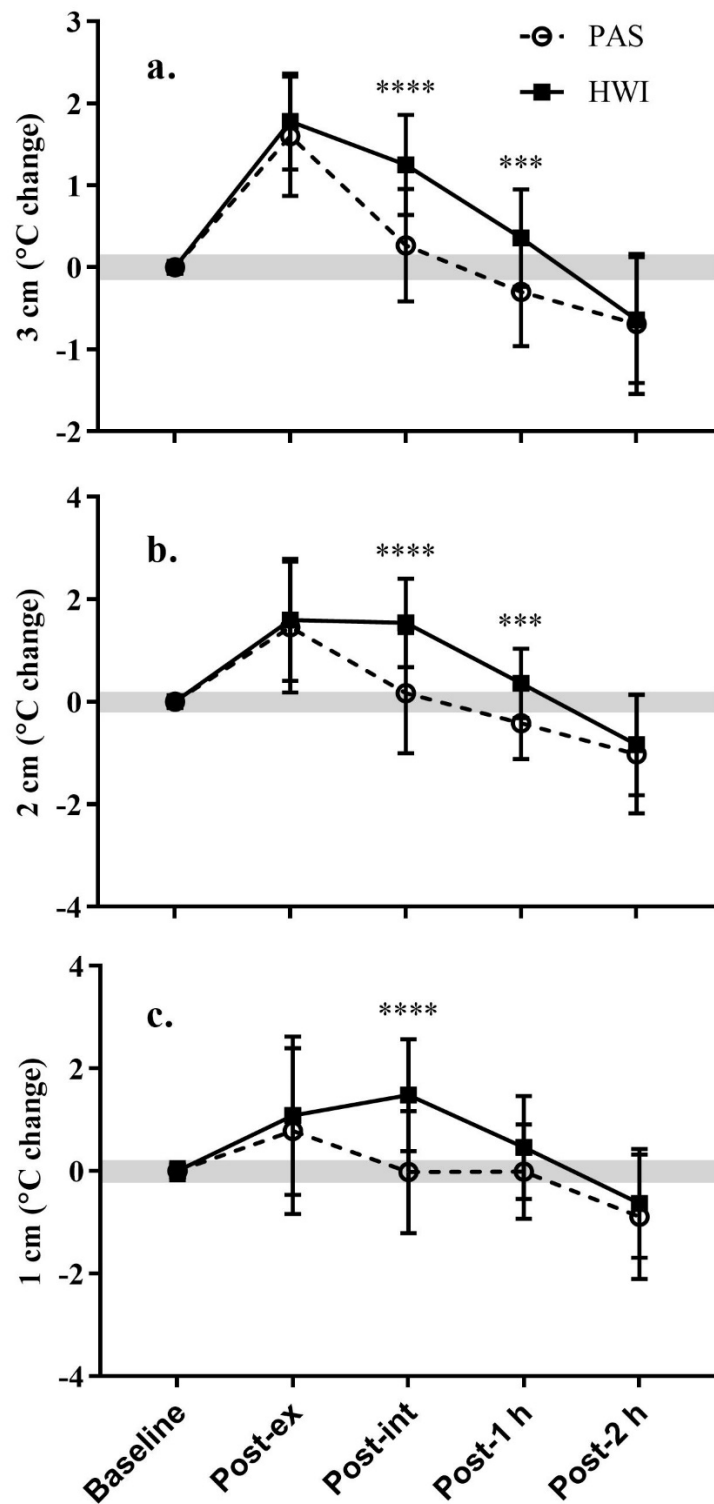 PAS
HWI
a.
****
***
3
2
1
0
-1
-2
3 cm (°C change)
b.
****
***
4
2
0
-2
-4
2 cm (°C change)
c.
****
4
2
0
-2
-4
1 cm (°C change)
Baseline
Post-ex
Post-int
Post-1 h
Post-2 h